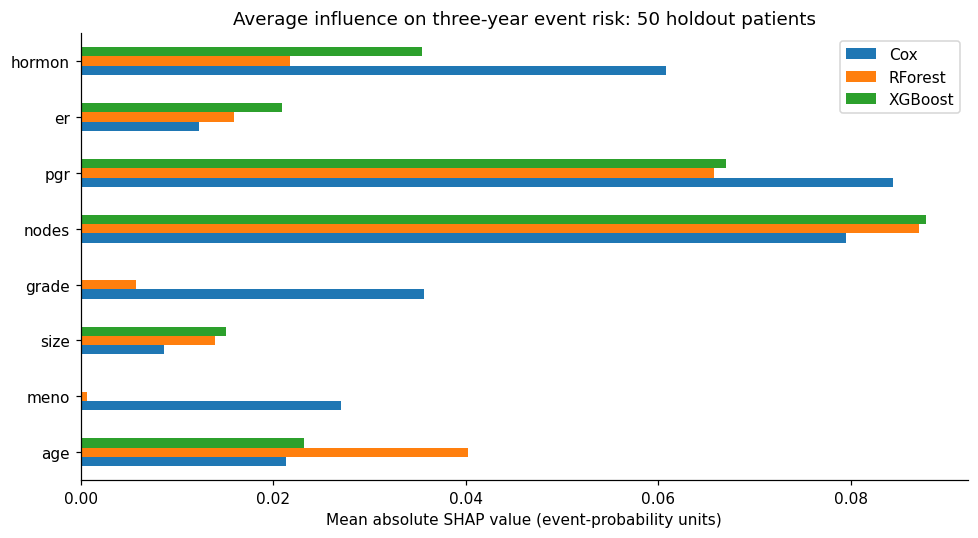 Average influence on three-year event risk: 50 holdout patients
Cox
RForest
XGBoost
hormon
er
pgr
nodes
grade
size
meno
age
0.00 0.02 0.04 0.06 0.08
Mean absolute SHAP value (event-probability units)